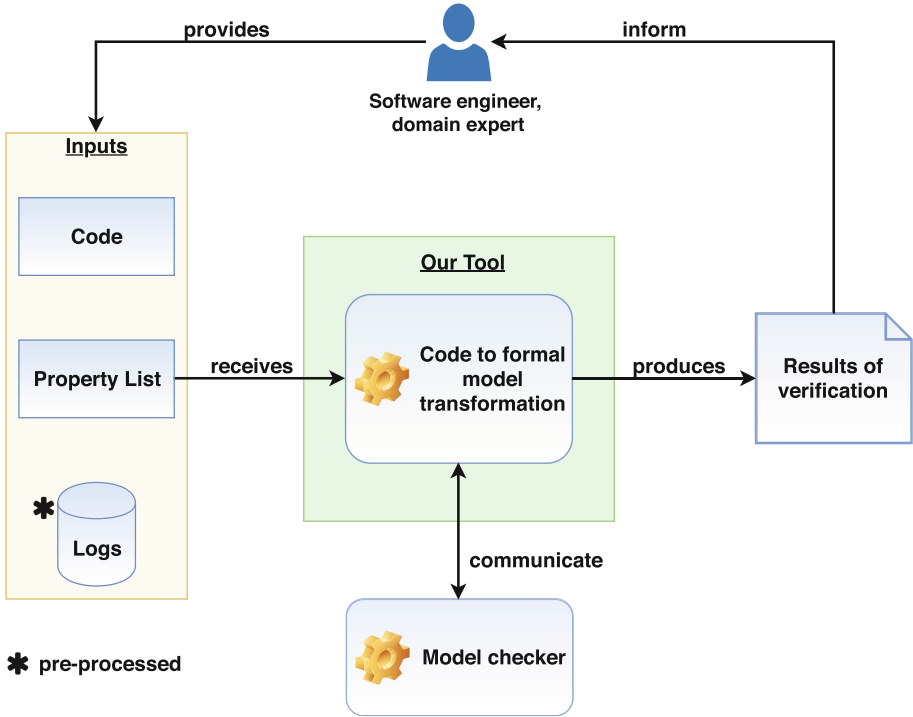 provides
inform
Software engineer,
domain expert
Inputs
Code
Our Tool
Property List
receives
Code to formal
model
transformation
produces
Results of
verification
Logs
communicate
Model checker
✱ pre-processed